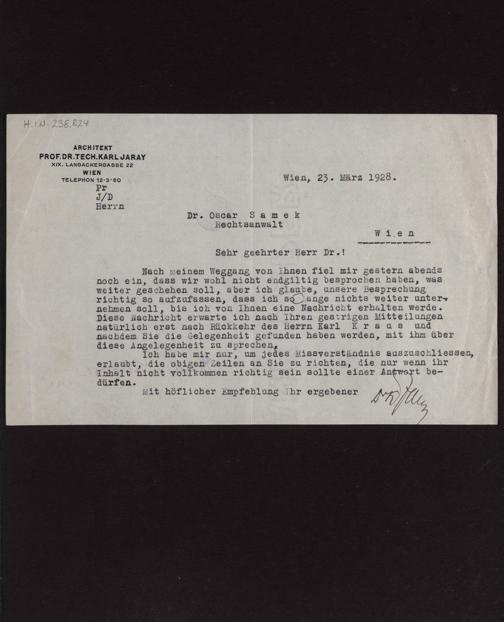 H.I.N. 238.824
ARCHITEKT
PROF. DR. TECH. KARL JARAY
XIX. LANGACKERGASSE 22
WIEN
TELEPHON 12-3-80
Pr
J/D
Herrn
Wien, 23. März 1928.
Dr. Oscar S a m e k
Rechtsanwalt
W i e n
Sehr geehrter Herr Dr.!
Nach meinem Weggang von Ihnen fiel mir gestern abends
noch ein, dass wir wohl nicht endgiltig besprochen haben, was
weiter geschehen soll, aber ich glaube, unsere Besprechung
richtig so aufzufassen, dass ich so ange nichts weiter unter-
nehmen soll, bis ich von Ihnen eine Nachricht erhalten werde.
Diese Nachricht erwarte ich nach Ihren gestrigen Mitteilungen
natürlich erst nach Rückkehr des Herrn Karl K r a u s und
nachdem Sie die Gelegenheit gefunden haben werden, mit ihm über
diese Angelegenheit zu sprechen.
Ich habe mir nur, um jedes Missverständnis auszuschliessen,
erlaubt, die obigen Zeilen an Sie zu richten, die nur wenn ihr
Inhalt nicht vollkommen richtig sein sollte einer Antwort be-
dürfen.
Mit höflicher Empfehlung Ihr ergebener